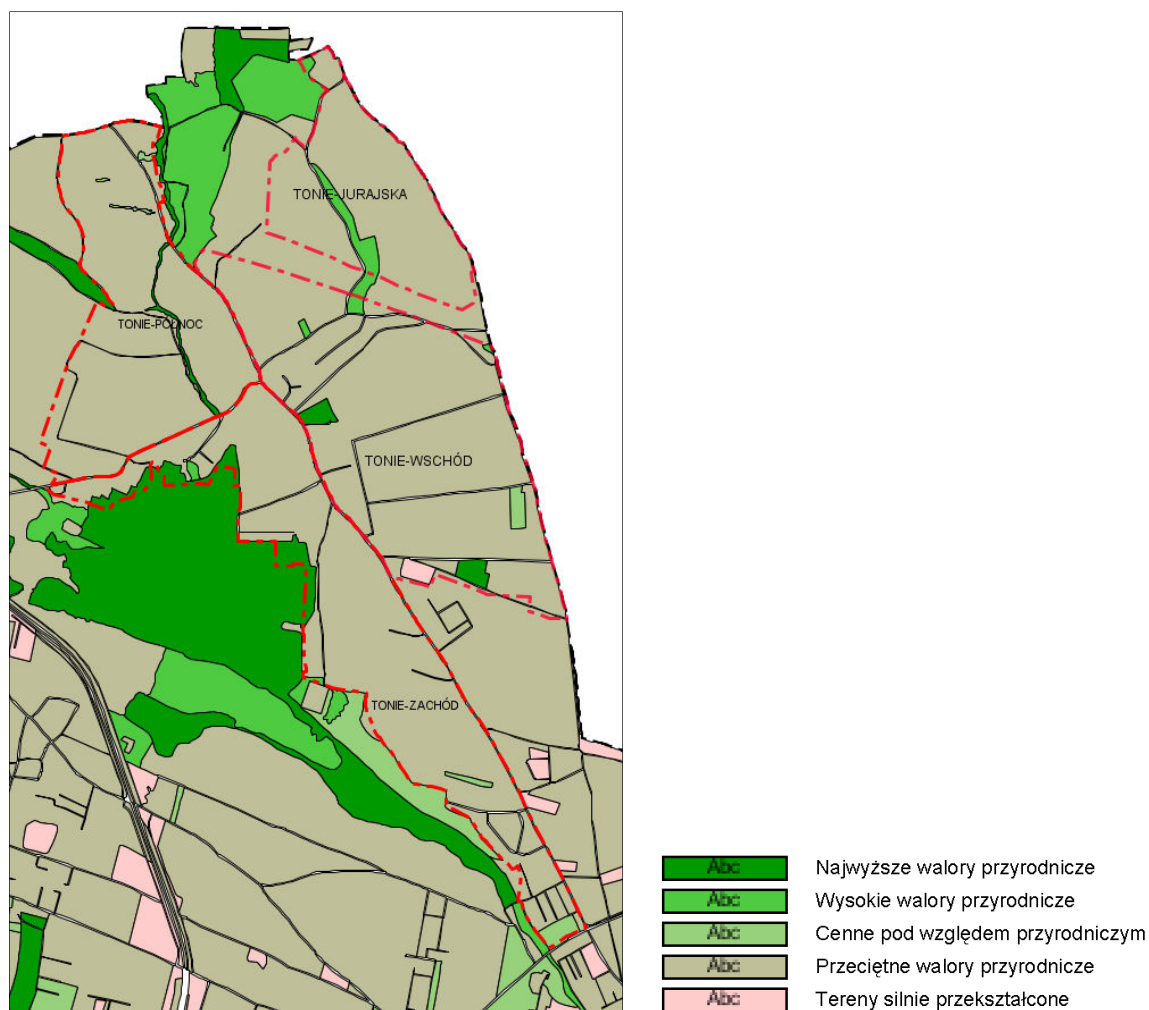 TONIE-JURAJSKA
TONIE-PÓŁNOC
TONIE-WSCHÓD
TONIE-ZACHÓD
Abc Najwyższe walory przyrodnicze
Abc Wysokie walory przyrodnicze
Abc Cenne pod względem przyrodniczym
Abc Przeciętne walory przyrodnicze
Abc Tereny silnie przekształcone